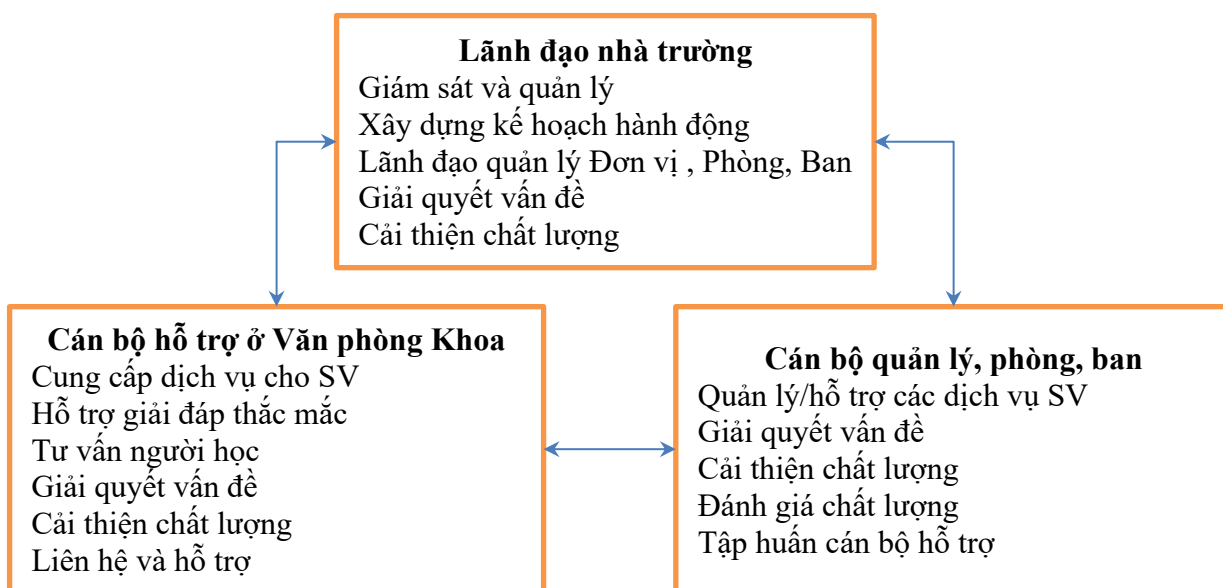 Lãnh đạo nhà trường
Giám sát và quản lý
Xây dựng kế hoạch hành động
Lãnh đạo quản lý Đơn vị , Phòng, Ban
Giải quyết vấn đề
Cải thiện chất lượng
Cán bộ hỗ trợ ở Văn phòng Khoa
Cung cấp dịch vụ cho SV
Hỗ trợ giải đáp thắc mắc
Tư vấn người học
Giải quyết vấn đề
Cải thiện chất lượng
Liên hệ và hỗ trợ
Cán bộ quản lý, phòng, ban
Quản lý/hỗ trợ các dịch vụ SV
Giải quyết vấn đề
Cải thiện chất lượng
Đánh giá chất lượng
Tập huấn cán bộ hỗ trợ